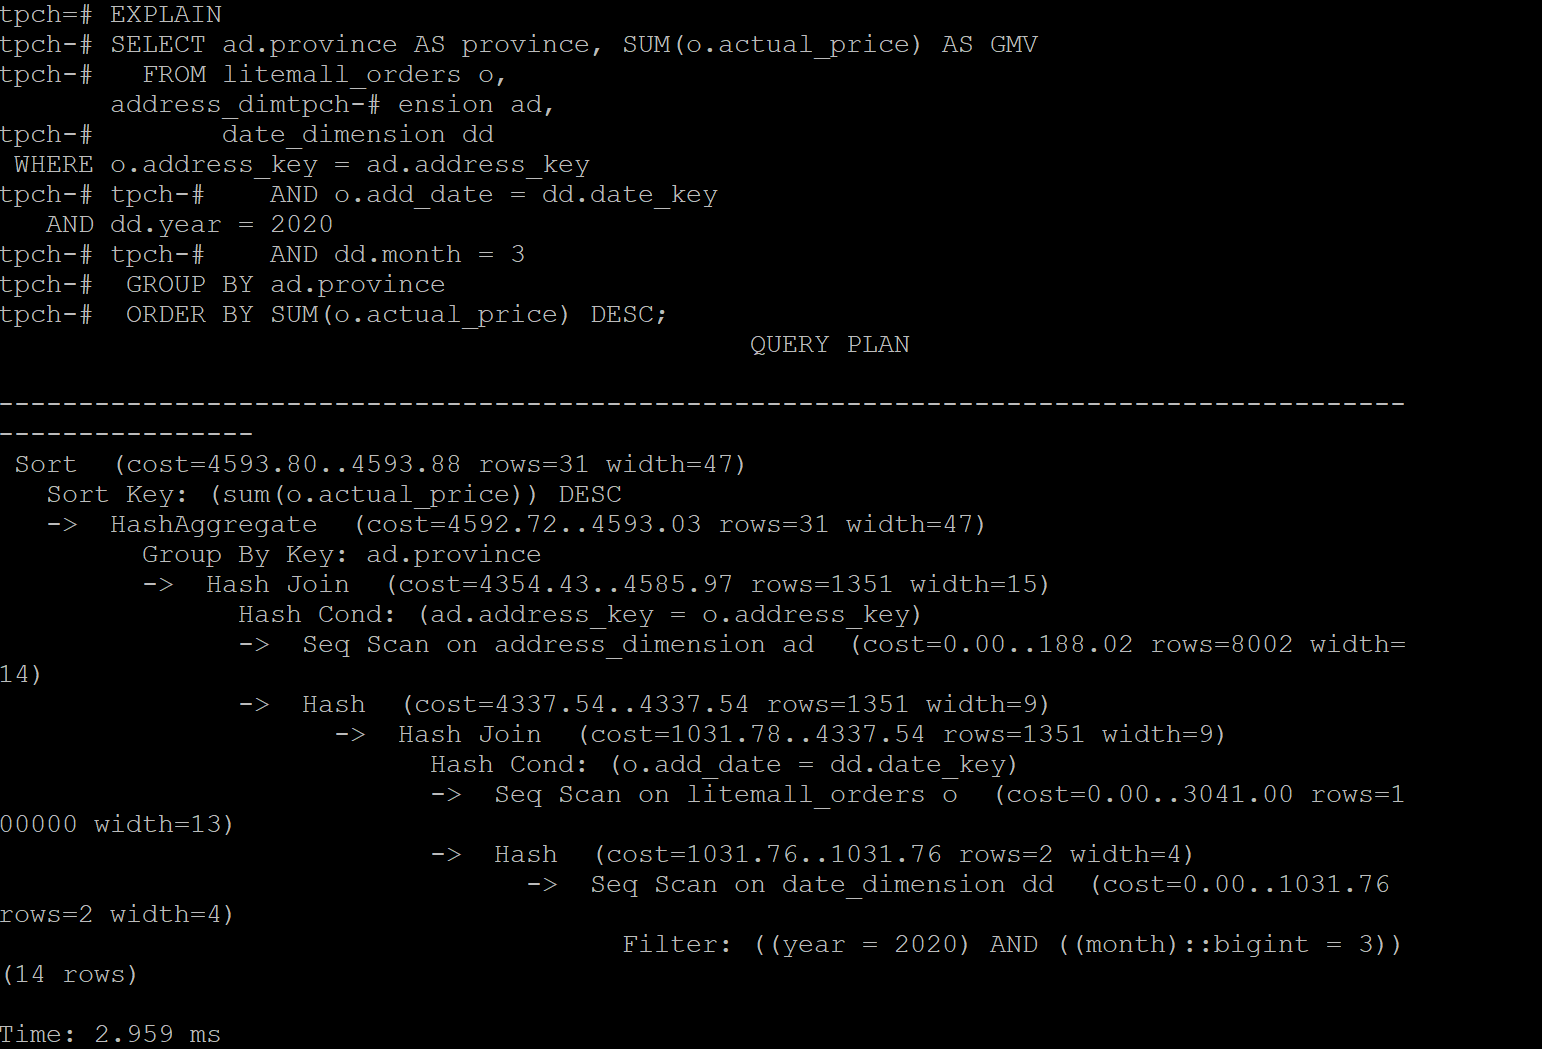 tpch=# EXPLAIN
tpch-# SELECT ad.province AS province, SUM(o.actual_price) AS GMV
tpch-#   FROM litemall_orders o,
       address_dimtpch-# ension ad,
tpch-#        date_dimension dd
 WHERE o.address_key = ad.address_key
tpch-# tpch-#    AND o.add_date = dd.date_key
   AND dd.year = 2020
tpch-# tpch-#    AND dd.month = 3
tpch-#  GROUP BY ad.province
tpch-#  ORDER BY SUM(o.actual_price) DESC;
                                               QUERY PLAN
----------------------------------------------------------------------------------------
----------------
 Sort  (cost=4593.80..4593.88 rows=31 width=47)
   Sort Key: (sum(o.actual_price)) DESC
   ->  HashAggregate  (cost=4592.72..4593.03 rows=31 width=47)
         Group By Key: ad.province
         ->  Hash Join  (cost=4354.43..4585.97 rows=1351 width=15)
               Hash Cond: (ad.address_key = o.address_key)
               ->  Seq Scan on address_dimension ad  (cost=0.00..188.02 rows=8002 width=
14)
               ->  Hash  (cost=4337.54..4337.54 rows=1351 width=9)
                     ->  Hash Join  (cost=1031.78..4337.54 rows=1351 width=9)
                           Hash Cond: (o.add_date = dd.date_key)
                           ->  Seq Scan on litemall_orders o  (cost=0.00..3041.00 rows=1
00000 width=13)
                           ->  Hash  (cost=1031.76..1031.76 rows=2 width=4)
                                 ->  Seq Scan on date_dimension dd  (cost=0.00..1031.76
rows=2 width=4)
                                       Filter: ((year = 2020) AND ((month)::bigint = 3))
(14 rows)
Time: 2.959 ms